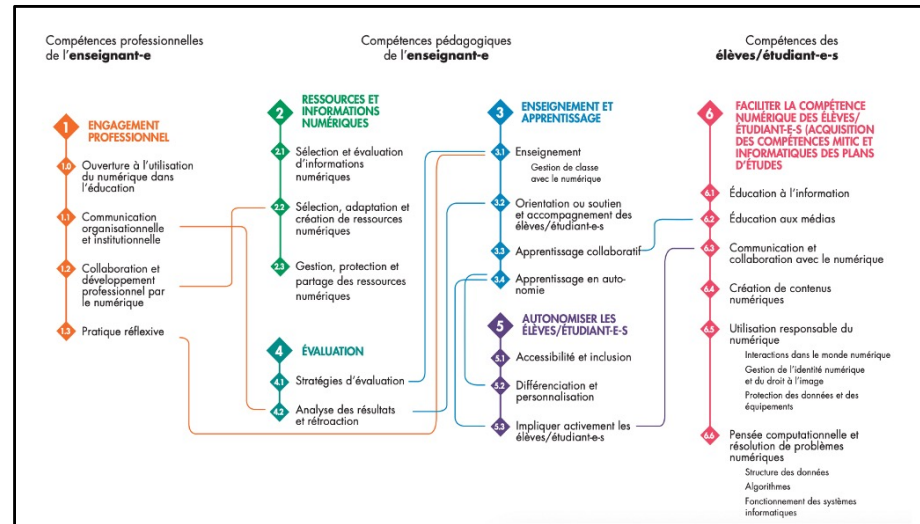 Compétences professionnelles
de l'enseignant-e
Compétences pédagogiques
de l'enseignant-e
Compétences des
élèves/étudiant-e-s
1
ENGAGEMENT
PROFESSIONNEL
1.0
Ouverture à l'utilisation
du numérique dans
l'éducation
1.1
Communication
organisationnelle
et institutionnelle
1.2
Collaboration et
développement
professionnel par
le numérique
1.3
Pratique réflexive
2
RESSOURCES ET
INFORMATIONS
NUMÉRIQUES
2.1
Sélection et évaluation
d'informations
numériques
2.2
Sélection, adaptation et
création de ressources
numériques
2.3
Gestion, protection et
partage des ressources
numériques
4
ÉVALUATION
4.1
Stratégies d'évaluation
4.2
Analyse des résultats
et rétroaction
3
ENSEIGNEMENT ET
APPRENTISSAGE
3.1
Enseignement
Gestion de classe
avec le numérique
3.2
Orientation ou soutien
et accompagnement des
élèves/étudiant-e-s
3.3
Apprentissage collaboratif
3.4
Apprentissage en auto-
nomie
5
AUTONOMISER LES
ÉLÈVES/ÉTUDIANT-E-S
5.1
Accessibilité et inclusion
5.2
Différenciation et
personnalisation
5.3
Impliquer activement les
élèves/étudiant-e-s
6
FACILITER LA COMPÉTENCE
NUMÉRIQUE DES ÉLÈVES/
ÉTUDIANT-E-S (ACQUISITION
DES COMPÉTENCES MITIC ET
INFORMATIQUES DES PLANS
D'ÉTUDES
6.1
Éducation à l'information
6.2
Éducation aux médias
6.3
Communication et
collaboration avec le numérique
6.4
Création de contenus
numériques
6.5
Utilisation responsable du
numérique
Interactions dans le monde numérique
Gestion de l'identité numérique
et du droit à l'image
Protection des données et des
équipements
6.6
Pensée computationnelle et
résolution de problèmes
numériques
Structure des données
Algorithmes
Fonctionnement des systèmes
informatiques